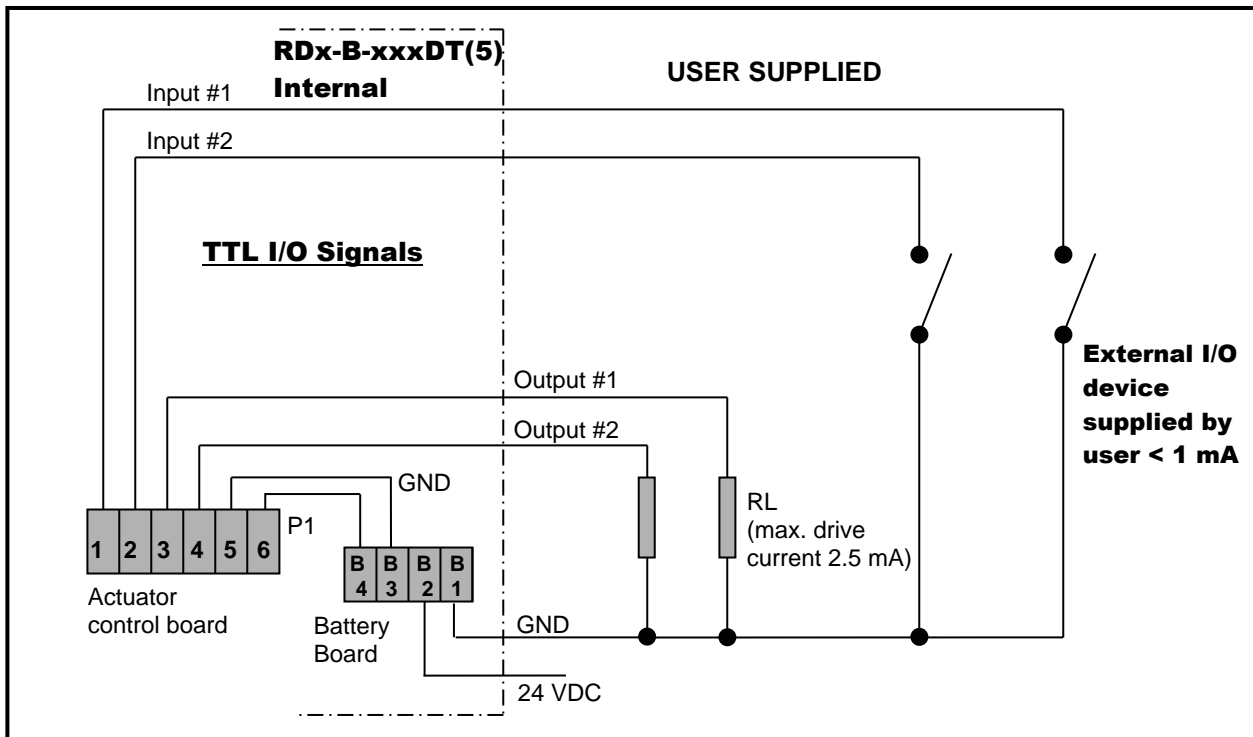 RDx-B-xxxDT(5)
Internal
USER SUPPLIED
Input #1
Input #2
TTL I/O Signals
External I/O
device
supplied by
user < 1 mA
Output #1
Output #2
GND
RL
(max. drive
current 2.5 mA)
P1
1 2 3 4 5 6
Actuator
control board
B B B B
4 3 2 1
Battery
Board
GND
24 VDC